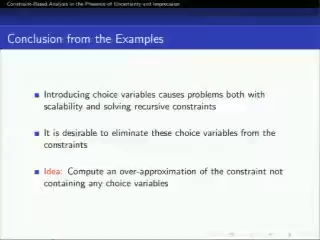 Constraint-Based Analysis in the Presence of Uncertainty and Imprecision
Conclusion from the Examples
Introducing choice variables causes problems both with
scalability and solving recursive constraints
It is desirable to eliminate these choice variables from the
constraints
Idea: Compute an over-approximation of the constraint not
containing any choice variables